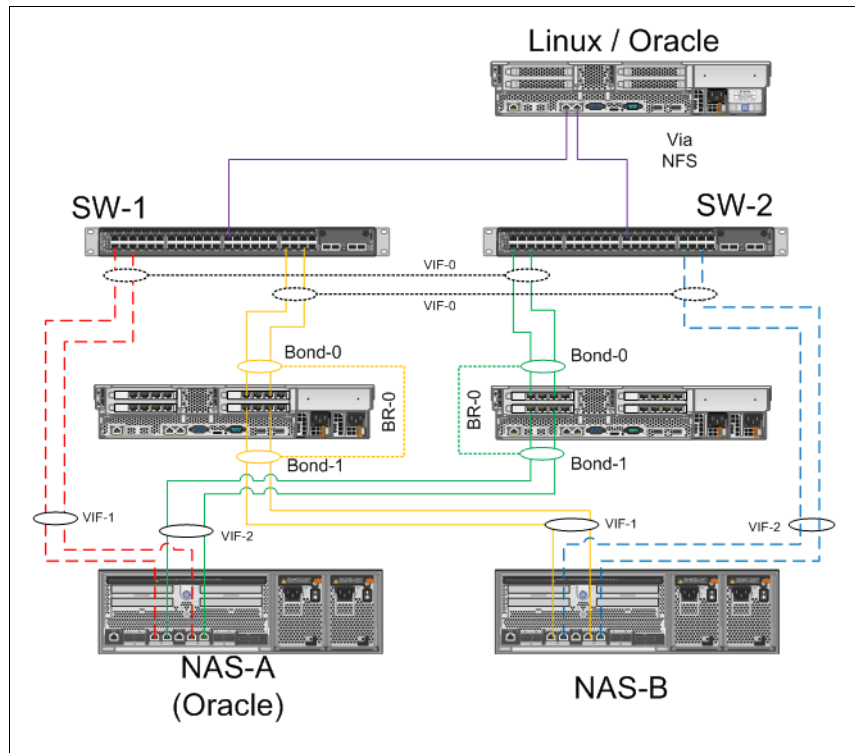 Linux / Oracle
Via
NFS
SW-1
SW-2
VIF-0
VIF-0
Bond-0
Bond-0
BR-0
BR-0
Bond-1
Bond-1
VIF-1
VIF-2
VIF-1
VIF-2
NAS-A
(Oracle)
NAS-B